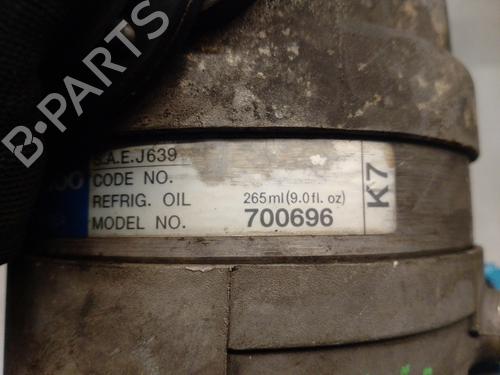 B-PARTS
S.A.E.J639
CODE NO.
REFRIG. OIL 265ml(9.0fl. oz)
MODEL NO. 700696
K7